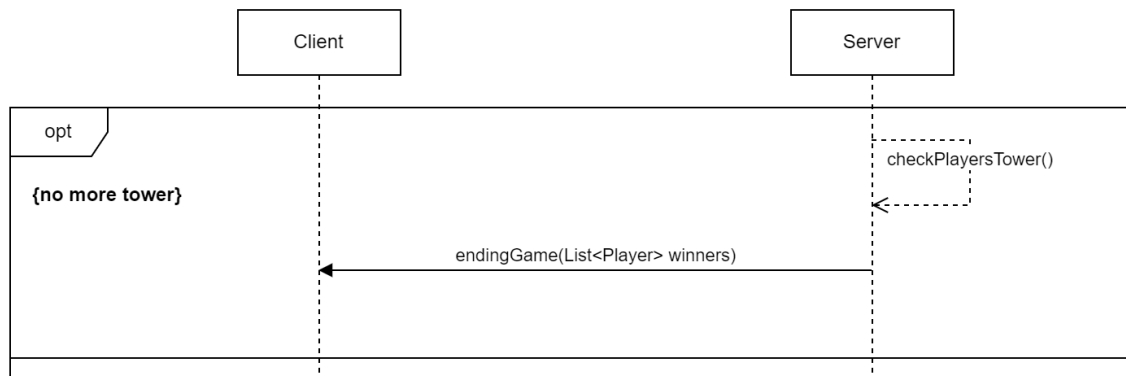 Client
Server
opt
checkPlayersTower()
{no more tower}
endingGame(List<Player> winners)